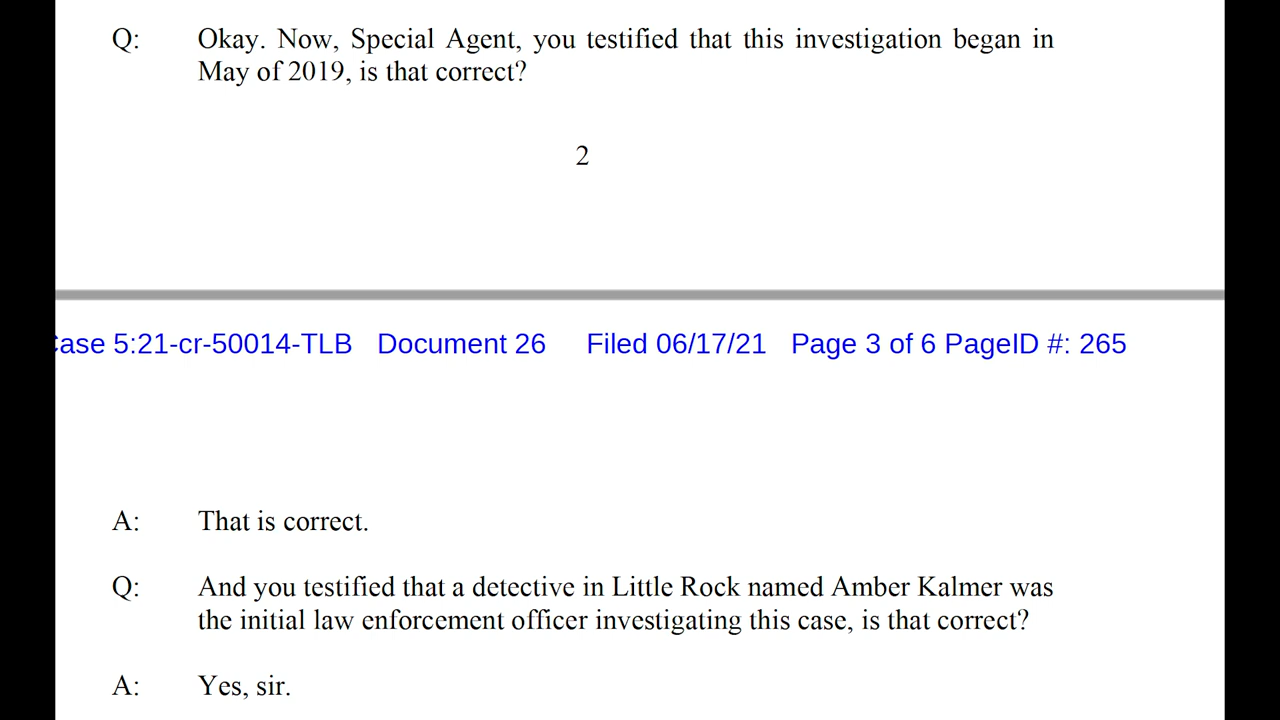 Q: Okay. Now, Special Agent, you testified that this investigation began in
May of 2019, is that correct?
2
Case 5:21-cr-50014-TLB Document 26 Filed 06/17/21 Page 3 of 6 PageID #: 265
A: That is correct.
Q: And you testified that a detective in Little Rock named Amber Kalmer was
the initial law enforcement officer investigating this case, is that correct?
A: Yes, sir.